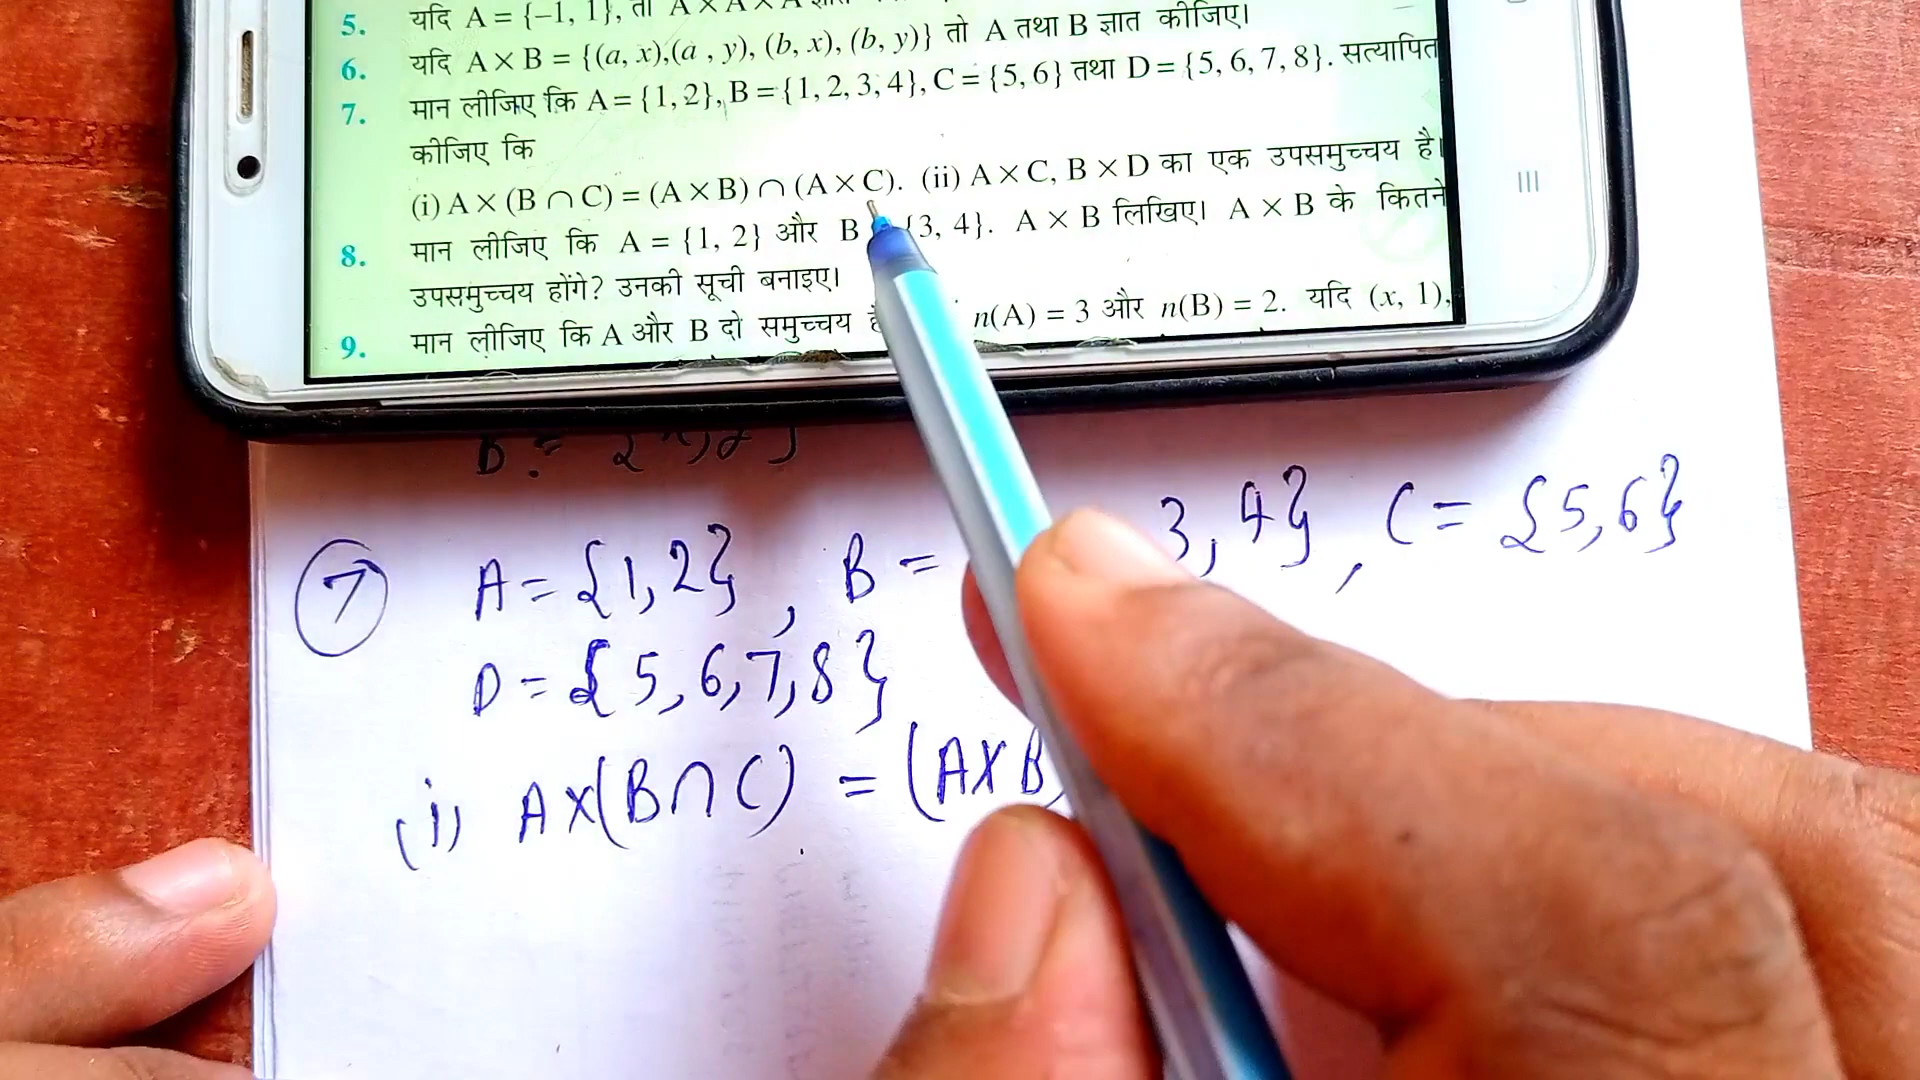 5. यदि A = {–1, 1}, तो A × A × A
6. यदि A × B = {(a, x),(a , y), (b, x), (b, y)} तो A तथा B ज्ञात कीजिए।
7. मान लीजिए कि A = {1, 2}, B = {1, 2, 3, 4}, C = {5, 6} तथा D = {5, 6, 7, 8}. सत्यापित
कीजिए कि
(i) A × (B ∩ C) = (A × B) ∩ (A × C). (ii) A × C, B × D का एक उपसमुच्चय है।
8. मान लीजिए कि A = {1, 2} और B {3, 4}. A × B लिखिए। A × B के कितने
उपसमुच्चय होंगे? उनकी सूची बनाइए।
9. मान लीजिए कि A और B दो समुच्चय n(A) = 3 और n(B) = 2. यदि (x, 1),
7 A = {1, 2} , B = 3, 4} , C = {5, 6}
D = {5, 6, 7, 8}
(i) A×(B∩C) = (A×B)